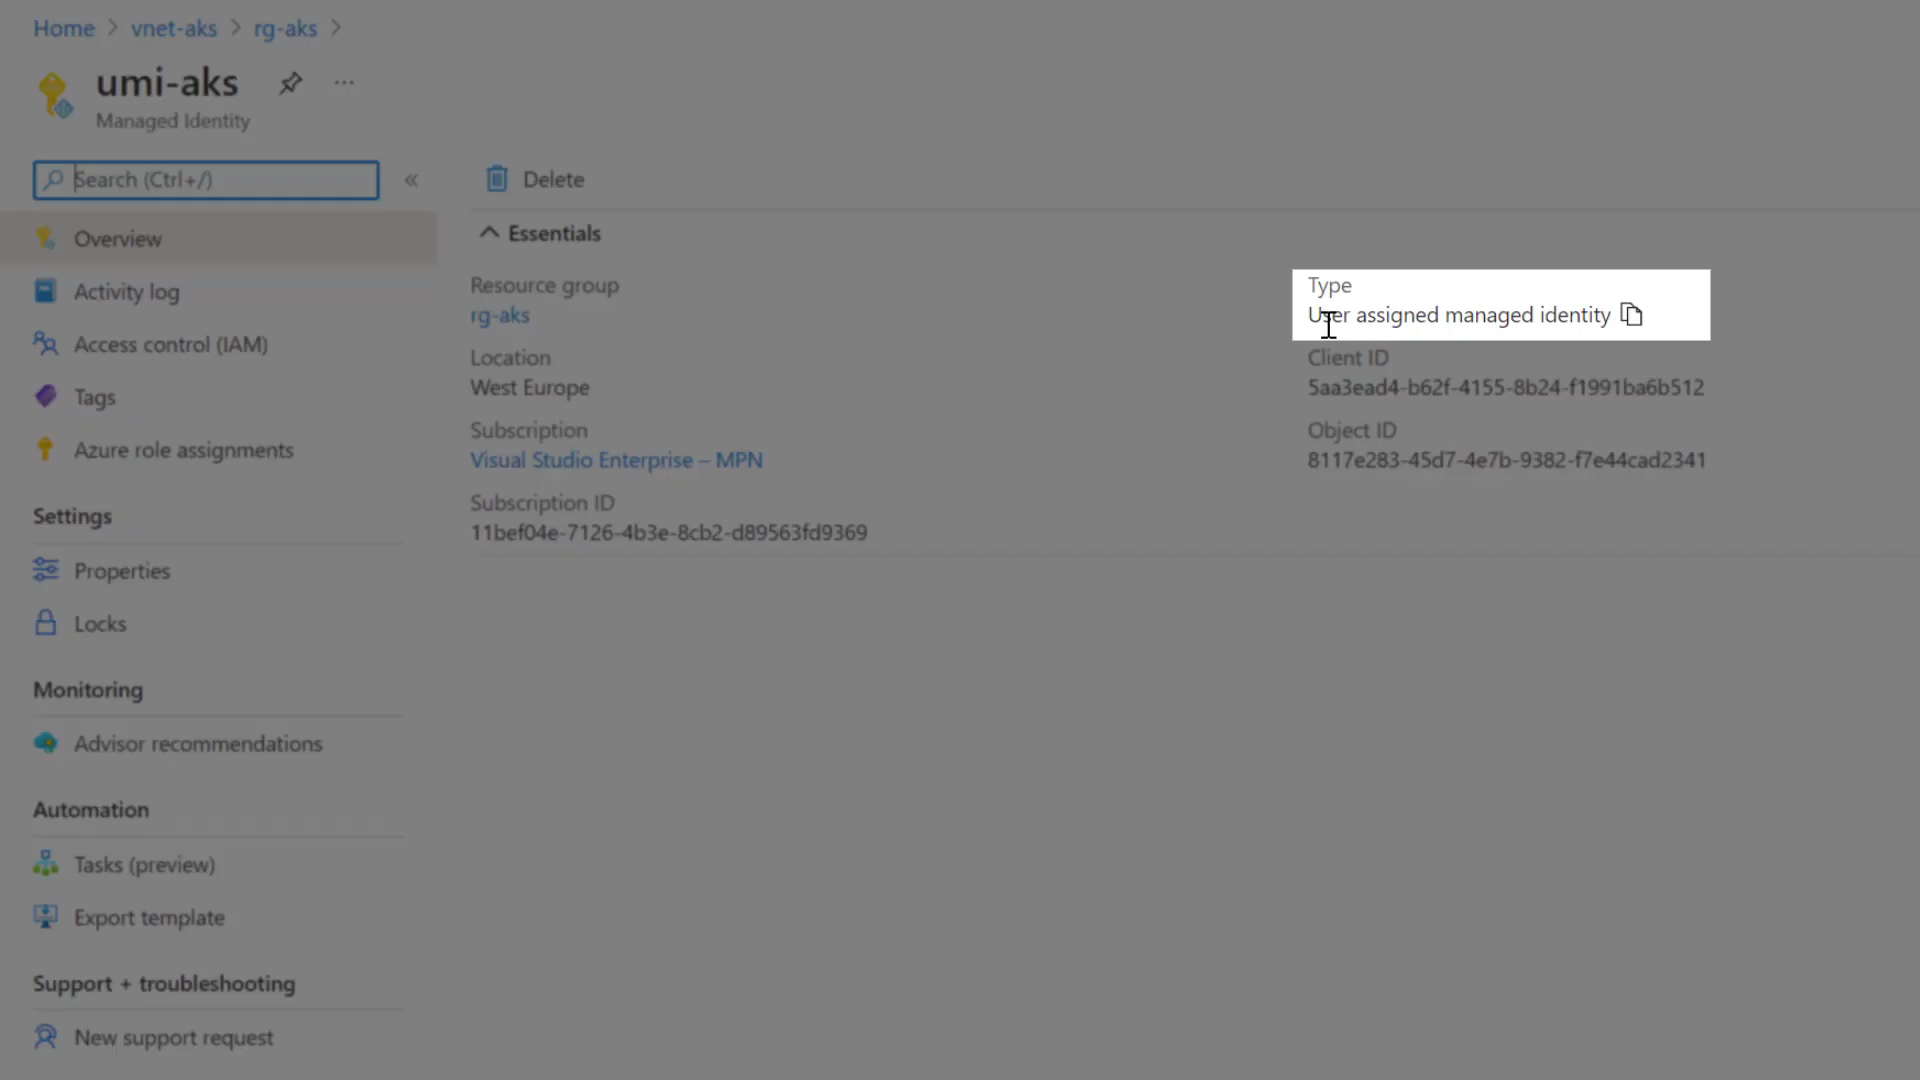 Home > vnet-aks > rg-aks >
umi-aks ...
Managed Identity
Search (Ctrl+/) «
Overview
Activity log
Access control (IAM)
Tags
Azure role assignments
Settings
Properties
Locks
Monitoring
Advisor recommendations
Automation
Tasks (preview)
Export template
Support + troubleshooting
New support request
Delete
Essentials
Resource group
rg-aks
Location
West Europe
Subscription
Visual Studio Enterprise – MPN
Subscription ID
11bef04e-7126-4b3e-8cb2-d89563fd9369
Type
User assigned managed identity
Client ID
5aa3ead4-b62f-4155-8b24-f1991ba6b512
Object ID
8117e283-45d7-4e7b-9382-f7e44cad2341